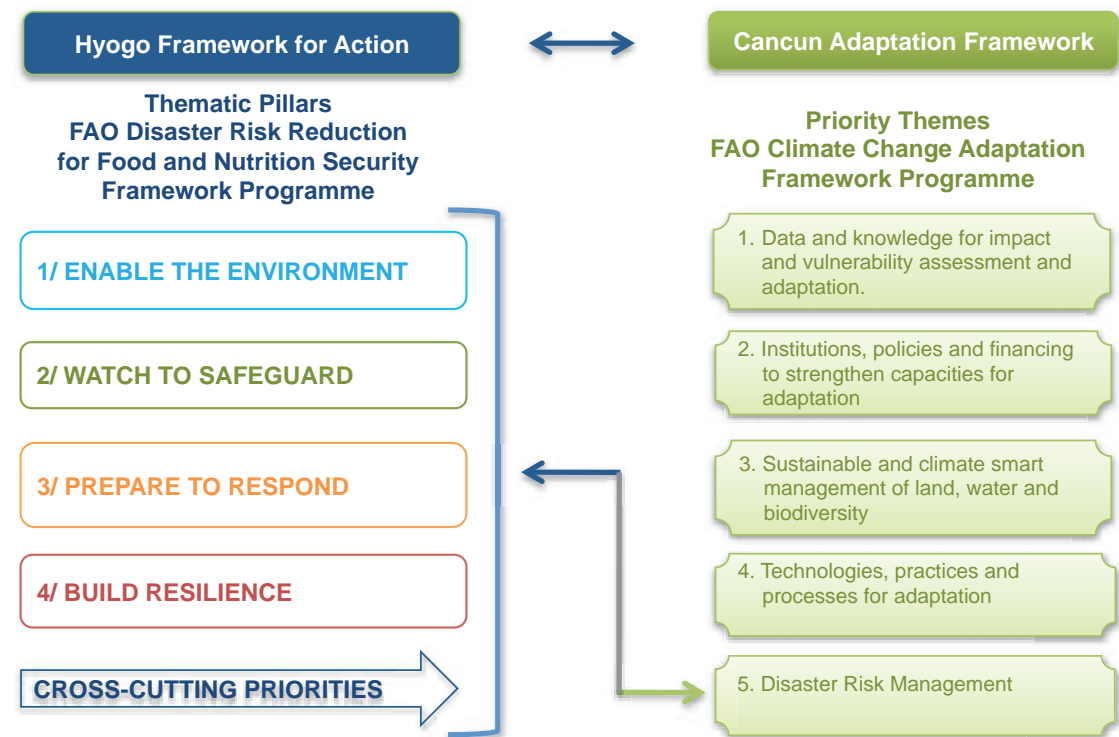 Hyogo Framework for Action
Cancun Adaptation Framework
Thematic Pillars
FAO Disaster Risk Reduction
for Food and Nutrition Security
Framework Programme
1/ ENABLE THE ENVIRONMENT
2/ WATCH TO SAFEGUARD
3/ PREPARE TO RESPOND
4/ BUILD RESILIENCE
CROSS-CUTTING PRIORITIES
Priority Themes
FAO Climate Change Adaptation
Framework Programme
1. Data and knowledge for impact
and vulnerability assessment and
adaptation.
2. Institutions, policies and financing
to strengthen capacities for
adaptation
3. Sustainable and climate smart
management of land, water and
biodiversity
4. Technologies, practices and
processes for adaptation
5. Disaster Risk Management